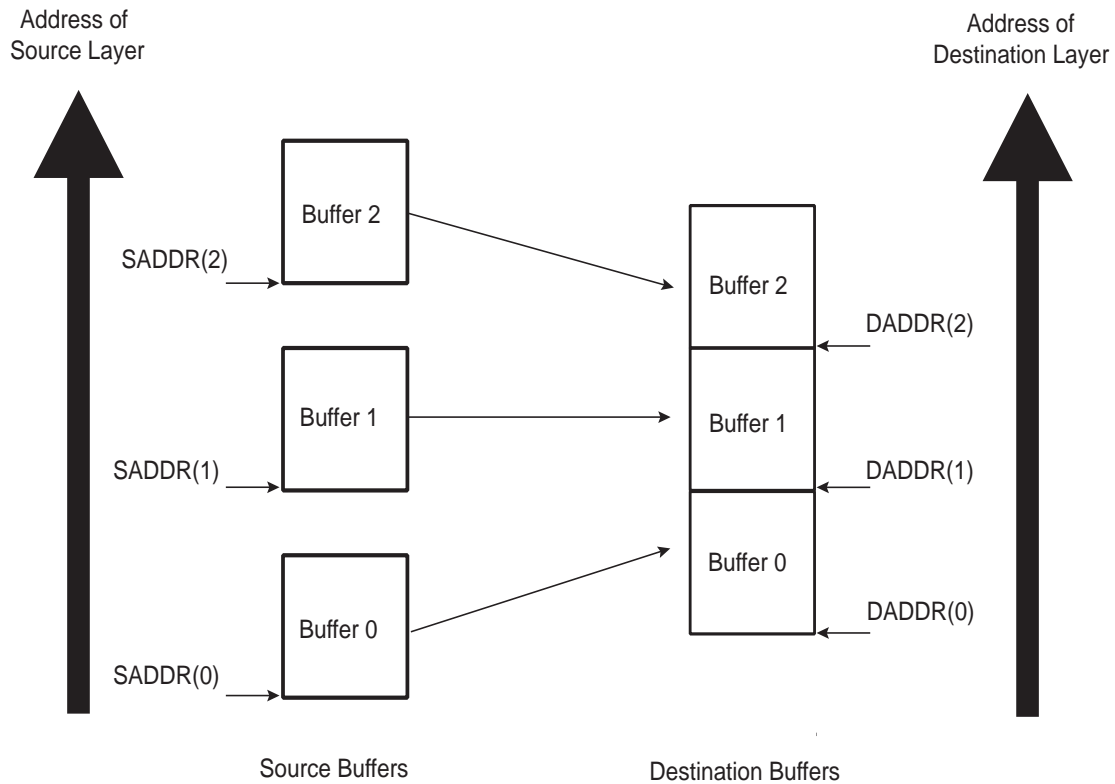 Address of
Source Layer
Address of
Destination Layer
Buffer 2
SADDR(2)
Buffer 2
DADDR(2)
Buffer 1
Buffer 1
SADDR(1)
DADDR(1)
Buffer 0
DADDR(0)
Buffer 0
SADDR(0)
Source Buffers
Destination Buffers